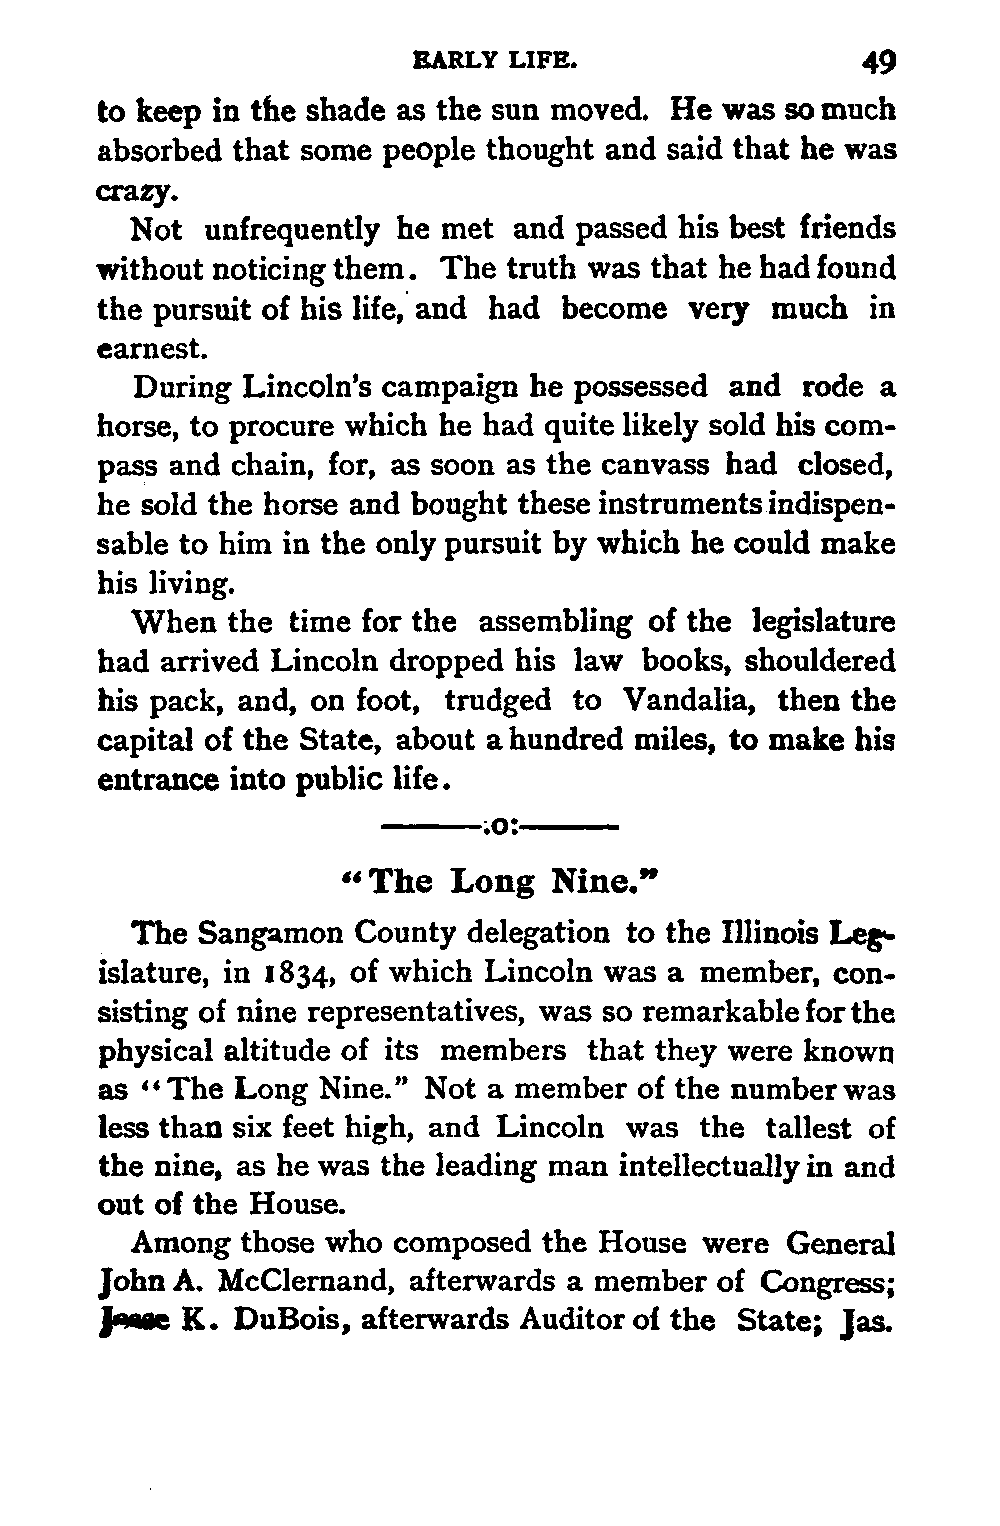 EARLY LIFE. 49
to keep in the shade as the sun moved. He was so much
absorbed that some people thought and said that he was
crazy.
Not unfrequently he met and passed his best friends
without noticing them. The truth was that he had found
the pursuit of his life, and had become very much in
earnest.
During Lincoln's campaign he possessed and rode a
horse, to procure which he had quite likely sold his com-
pass and chain, for, as soon as the canvass had closed,
he sold the horse and bought these instruments indispen-
sable to him in the only pursuit by which he could make
his living.
When the time for the assembling of the legislature
had arrived Lincoln dropped his law books, shouldered
his pack, and, on foot, trudged to Vandalia, then the
capital of the State, about a hundred miles, to make his
entrance into public life.
:o:
"The Long Nine."
The Sangamon County delegation to the Illinois Leg-
islature, in 1834, of which Lincoln was a member, con-
sisting of nine representatives, was so remarkable for the
physical altitude of its members that they were known
as "The Long Nine." Not a member of the number was
less than six feet high, and Lincoln was the tallest of
the nine, as he was the leading man intellectually in and
out of the House.
Among those who composed the House were General
John A. McClernand, afterwards a member of Congress;
Jesse K. DuBois, afterwards Auditor of the State; Jas.